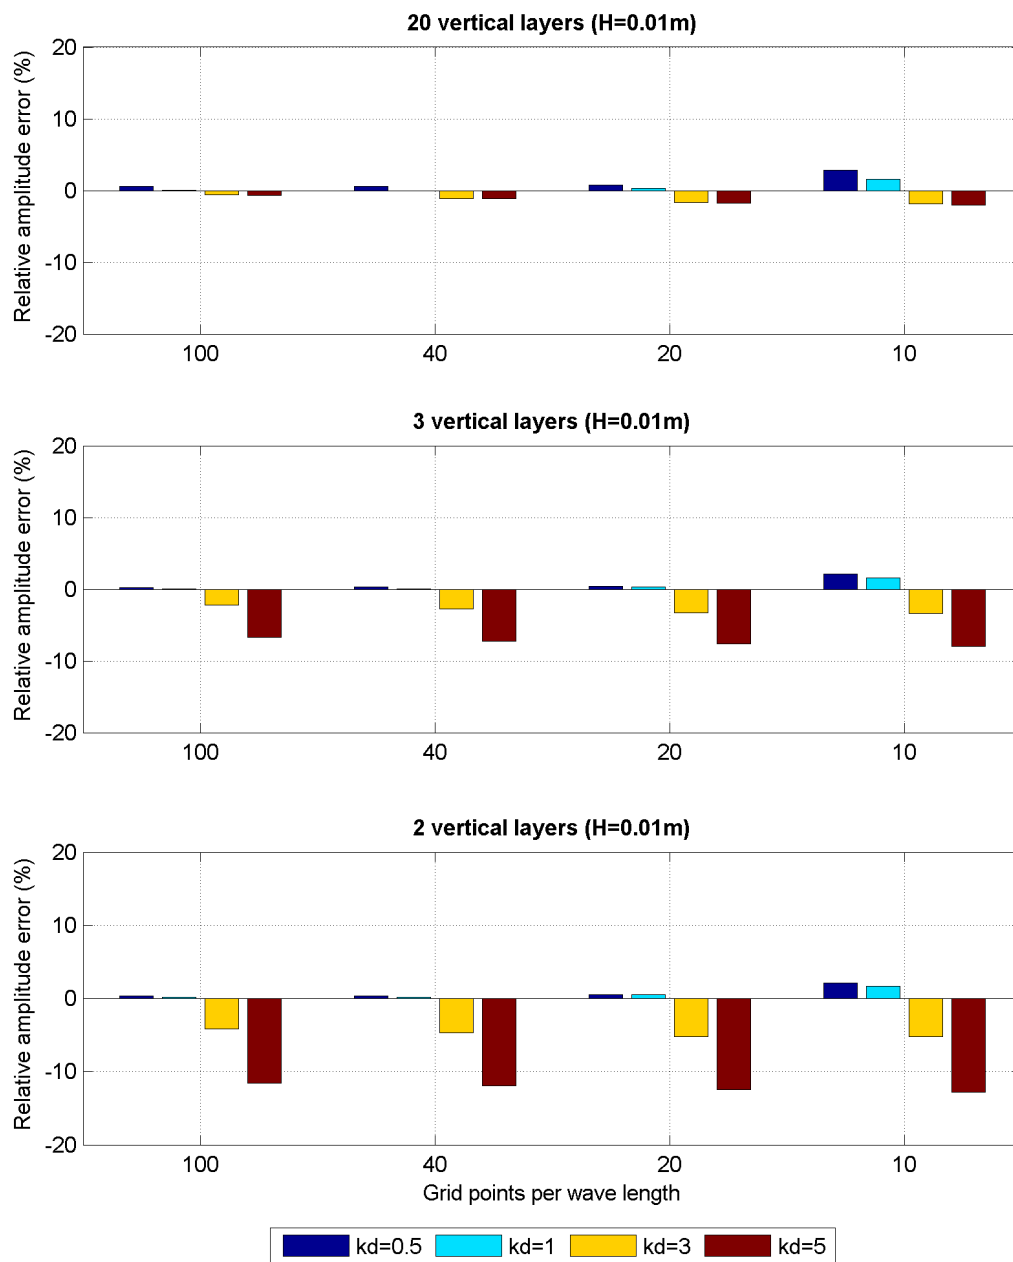 20 vertical layers (H=0.01m)
Relative amplitude error (%)
20
10
0
-10
-20
100 40 20 10
3 vertical layers (H=0.01m)
Relative amplitude error (%)
20
10
0
-10
-20
100 40 20 10
2 vertical layers (H=0.01m)
Relative amplitude error (%)
20
10
0
-10
-20
100 40 20 10
Grid points per wave length
kd=0.5 kd=1 kd=3 kd=5